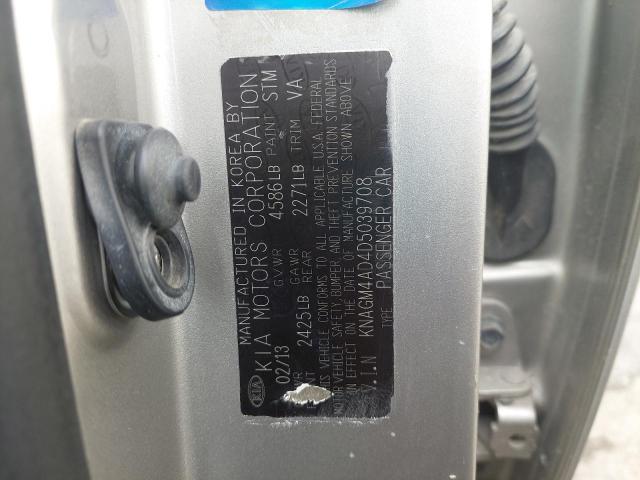 MANUFACTURED IN KOREA BY
KIA KIA MOTORS CORPORATION
02/13 GVWR 4586LB PAINT STM
GAWR GAWR
2425LB REAR 2271LB TRIM VA
VEHICLE CONFORMS TO ALL APPLICABLE U.S.A. FEDERAL
MOTOR VEHICLE SAFETY, BUMPER, AND THEFT PREVENTION STANDARDS
IN EFFECT ON THE DATE OF MANUFACTURE SHOWN ABOVE
V.I.N KNAGM4AD4D5039708
TYPE PASSENGER CAR